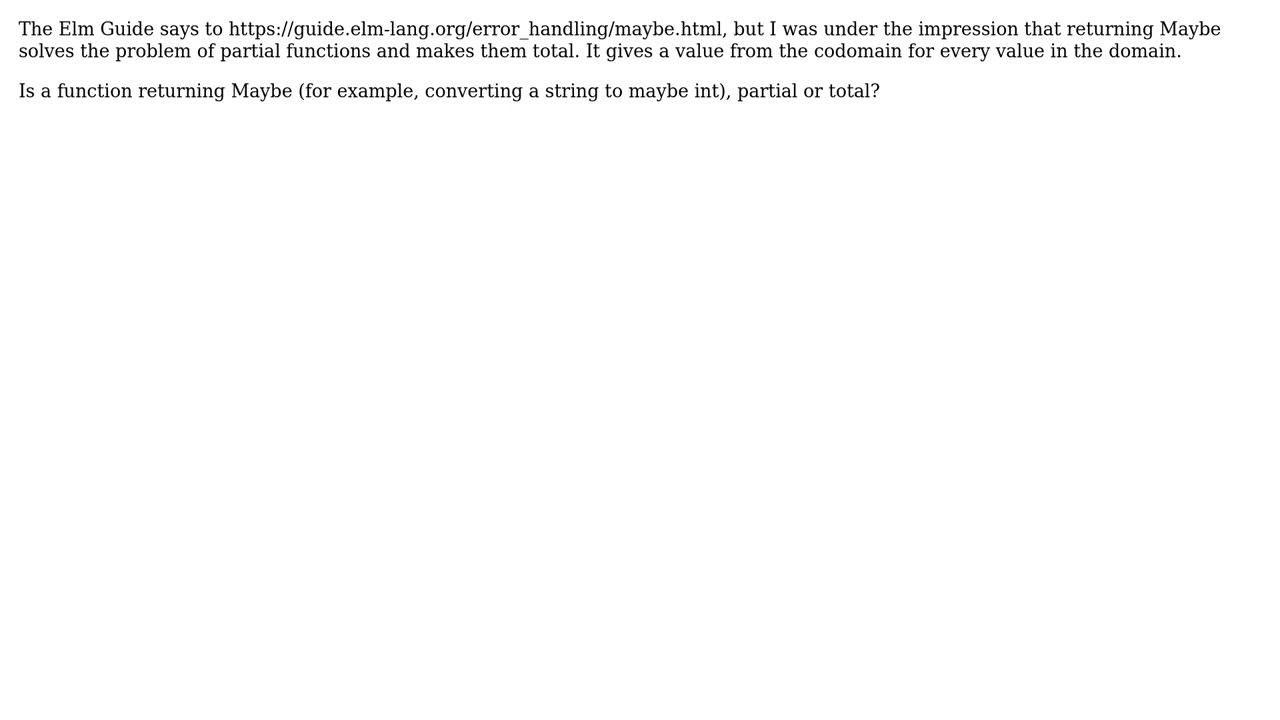 The Elm Guide says to https://guide.elm-lang.org/error_handling/maybe.html, but I was under the impression that returning Maybe
solves the problem of partial functions and makes them total. It gives a value from the codomain for every value in the domain.
Is a function returning Maybe (for example, converting a string to maybe int), partial or total?